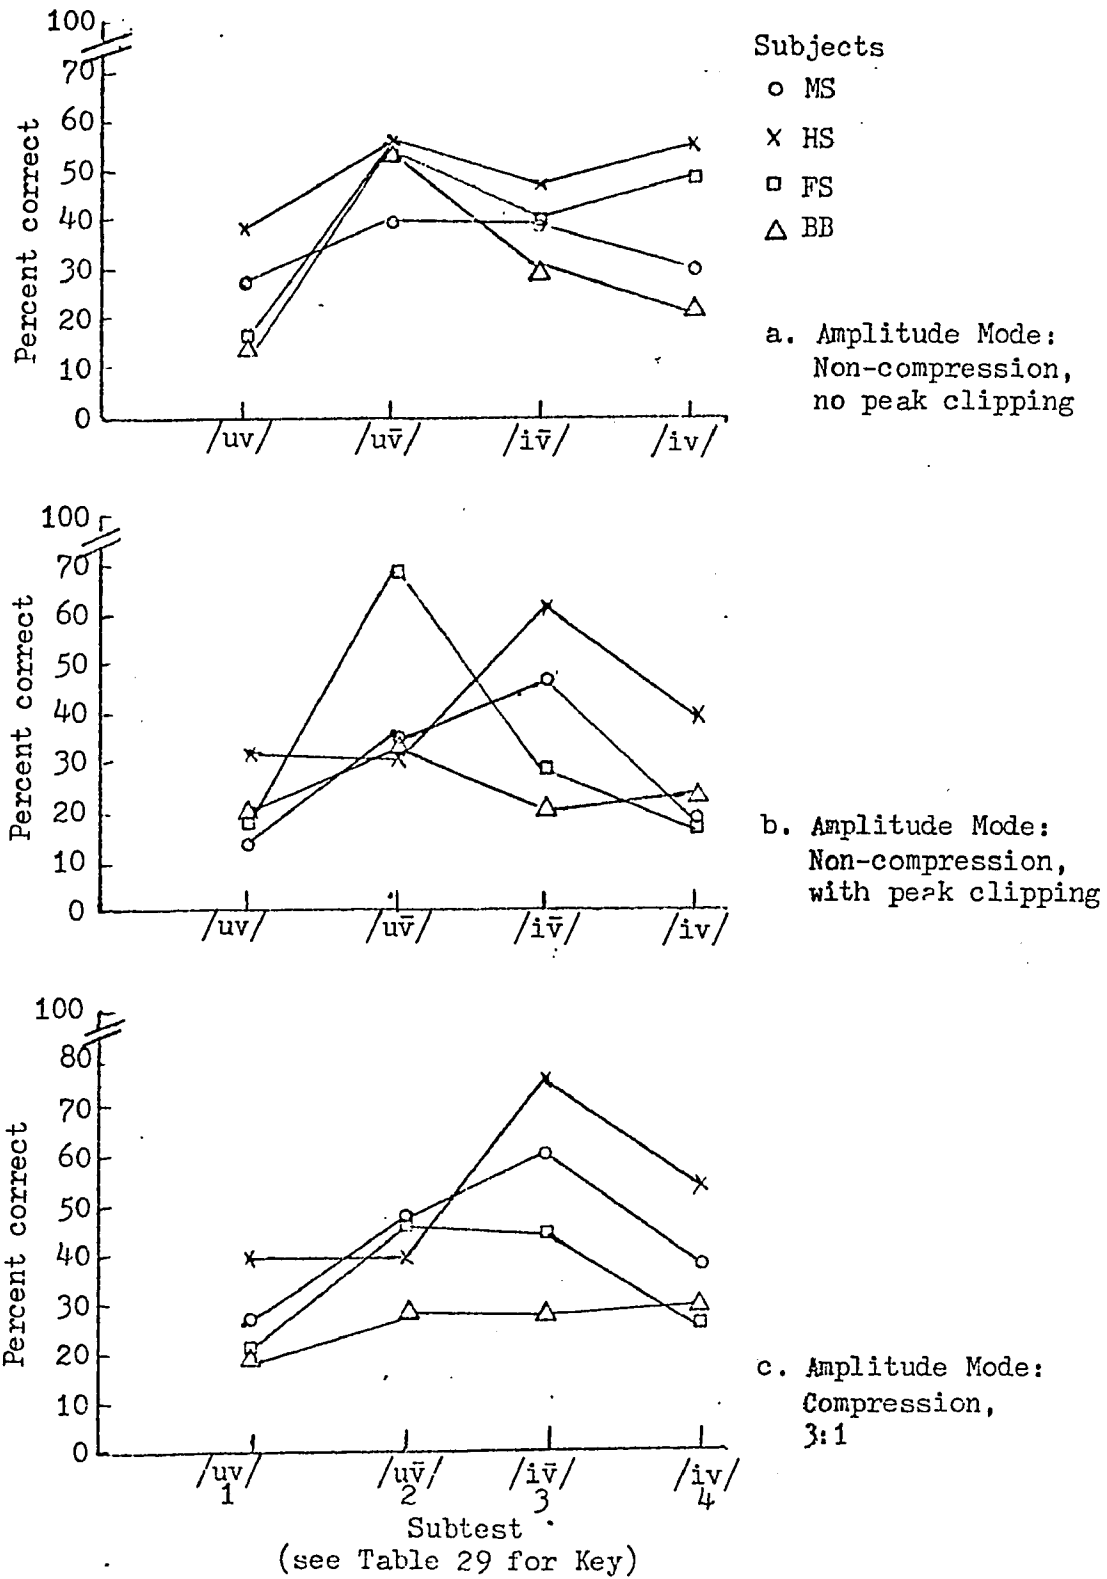 100
70
60
50
40
30
20
10
0
Percent correct
/uv/ /uv̄/ /iv̄/ /iv/
Subjects
○ MS
× HS
□ FS
△ BB
a. Amplitude Mode:
Non-compression,
no peak clipping
100
70
60
50
40
30
20
10
0
Percent correct
/uv/ /uv̄/ /iv̄/ /iv/
b. Amplitude Mode:
Non-compression,
with peak clipping
100
80
70
60
50
40
30
20
10
0
Percent correct
/uv/ /uv̄/ /iv̄/ /iv/
1 2 3 4
Subtest
(see Table 29 for Key)
c. Amplitude Mode:
Compression,
3:1